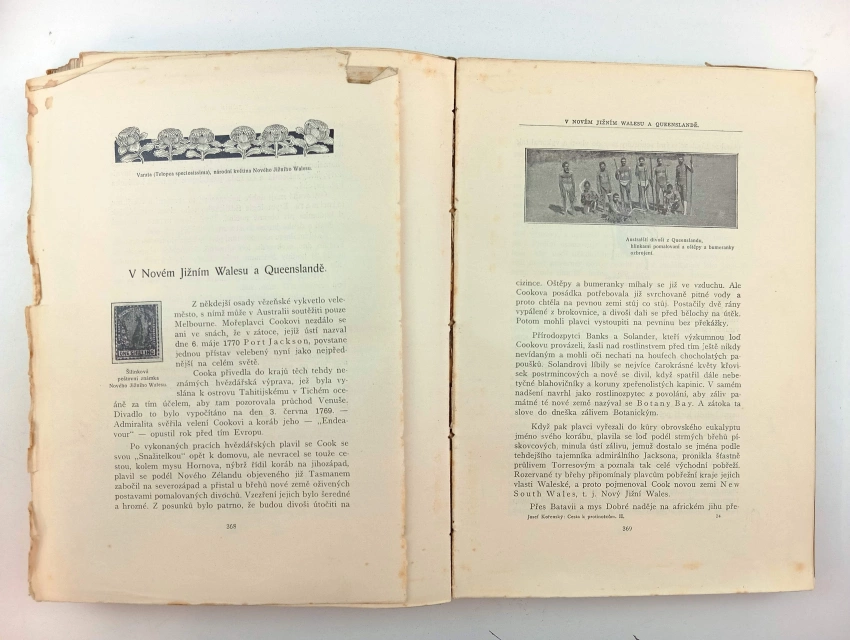 Varata (Telopea speciosissima), národní květina Nového Jižního Walesu.
V Novém Jižním Walesu a Queenslandě.
ONE SHILLING
Šilinková
poštovní známka
Nového Jižního Walesu.
Z někdejší osady vězeňské vykvetlo vele-
město, s nímž může v Australii soutěžiti pouze
Melbourne. Mořeplavci Cookovi nezdálo se
ani ve snách, že v zátoce, jejíž ústí nazval
dne 6. máje 1770 Port Jackson, povstane
jednou přístav velebený nyní jako nejpřed-
nější na celém světě.
Cooka přivedla do krajů těch tehdy ne-
známých hvězdářská výprava, jež byla vy-
slána k ostrovu Tahitijskému v Tichém oce-
áně za tím účelem, aby tam pozorovala průchod Venuše.
Divadlo to bylo vypočítáno na den 3. června 1769. —
Admiralita svěřila velení Cookovi a koráb jeho — „Endea-
vour“ — opustil rok před tím Evropu.
Po vykonaných pracích hvězdářských plavil se Cook se
svou „Snažitelkou“ opět k domovu, ale nevracel se touže ce-
stou, kolem mysu Hornova, nýbrž řídil koráb na jihozápad,
plavil se podél Nového Zélandu objeveného již Tasmanem
zabočil na severozápad a přistál u břehů nové země oživených
postavami pomalovaných divochů. Vzezření jejich bylo šeredné
a hrozné. Z posunků bylo patrno, že budou divoši útočiti na
368
V NOVÉM JIŽNÍM WALESU A QUEENSLANDĚ.
Australští divoši z Queenslandu,
hlinkami pomalovaní a oštěpy a bumeranky
ozbrojení.
cizince. Oštěpy a bumeranky míhaly se již ve vzduchu. Ale
Cookova posádka potřebovala již svrchovaně pitné vody a
proto chtěla na pevnou zemi stůj co stůj. Postačily dvě rány
vypálené z brokovnice, a divoši dali se před bělochy na útěk.
Potom mohli plavci vystoupiti na pevninu bez překážky.
Přírodozpytci Banks a Solander, kteří výzkumnou loď
Cookovu provázeli, žasli nad rostlinstvem před tím ještě nikdy
nevídaným a mohli oči nechati na houfech chocholatých pa-
poušků. Solandrovi líbily se nejvíce čarokrásné květy křovi-
sek postrmincových a nově se divil, když spatřil dále nebe-
tyčné blahovičníky a koruny zpeřenolistých kapinic. V samém
nadšení navrhl jako rostlinozpytec z povolání, aby záliv pa-
mátné té nové země nazýval se Botany Bay. A zátoka ta
slove do dneška zálivem Botanickým.
Když pak plavci vyřezali do kůry obrovského eukalyptu
jméno svého korábu, plavila se loď podél strmých břehů pí-
skovcových, minula ústí zálivu, jemuž dostalo se jména podle
tehdejšího tajemníka admirálního Jacksona, pronikla šťastně
průlivem Torresovým a poznala tak celé východní pobřeží.
Rozervané ty břehy připomínaly plavcům pobřežní kraje jejich
vlasti Waleské, a proto pojmenoval Cook novou zemi New
South Wales, t. j. Nový Jižní Wales.
Přes Batavii a mys Dobré naděje na africkém jihu pře-
Josef Kořenský: Cesta k protinožcům. II.
24
369